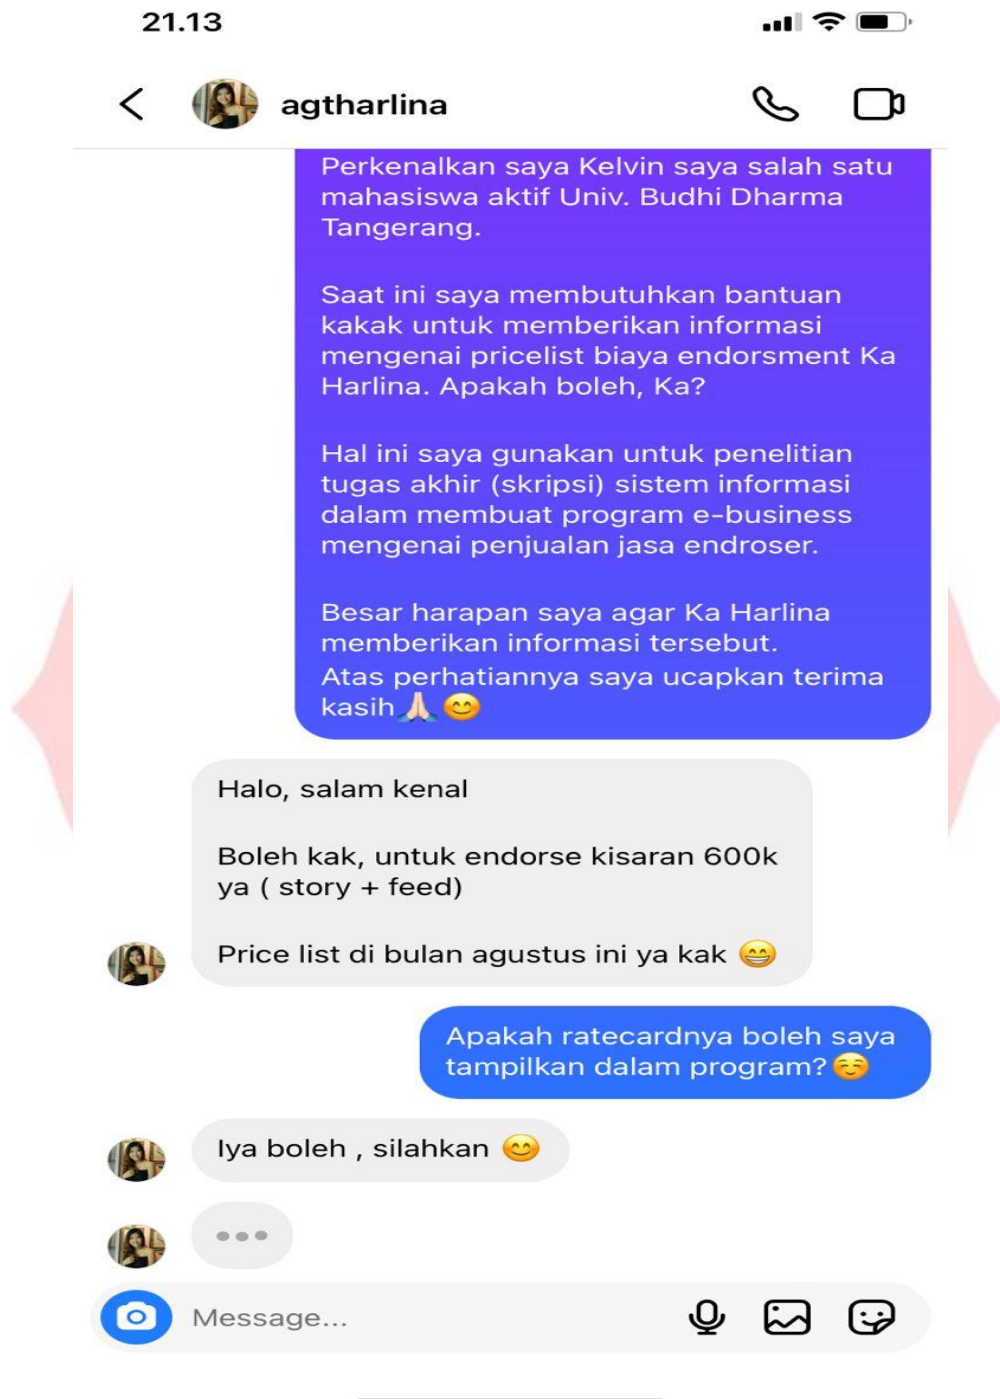 21.13
agtharlina
Perkenalkan saya Kelvin saya salah satu
mahasiswa aktif Univ. Budhi Dharma
Tangerang.
Saat ini saya membutuhkan bantuan
kakak untuk memberikan informasi
mengenai pricelist biaya endorsment Ka
Harlina. Apakah boleh, Ka?
Hal ini saya gunakan untuk penelitian
tugas akhir (skripsi) sistem informasi
dalam membuat program e-business
mengenai penjualan jasa endroser.
Besar harapan saya agar Ka Harlina
memberikan informasi tersebut.
Atas perhatiannya saya ucapkan terima
kasih🙏🏻😊
Halo, salam kenal
Boleh kak, untuk endorse kisaran 600k
ya ( story + feed)
Price list di bulan agustus ini ya kak 😁
Apakah ratecardnya boleh saya
tampilkan dalam program?☺️
Iya boleh , silahkan 😊
Message...